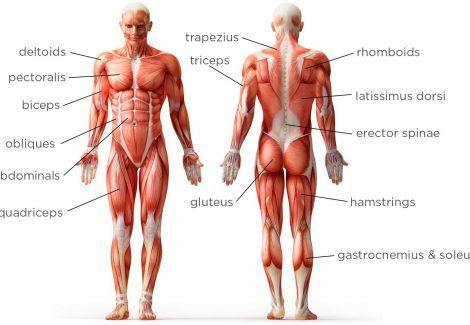 deltoids
pectoralis
biceps
obliques
bdominals
quadriceps
trapezius
triceps
gluteus
rhomboids
latissimus dorsi
erector spinae
hamstrings
gastrocnemius & soleu